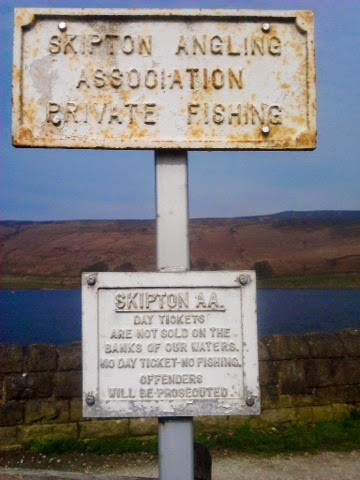 SKIPTON ANGLING
ASSOCIATION
PRIVATE FISHING
SKIPTON AA.
DAY TICKETS
ARE NOT SOLD ON THE
BANKS OF OUR WATERS.
NO DAY TICKET-NO FISHING.
OFFENDERS
WILL BE PROSECUTED.